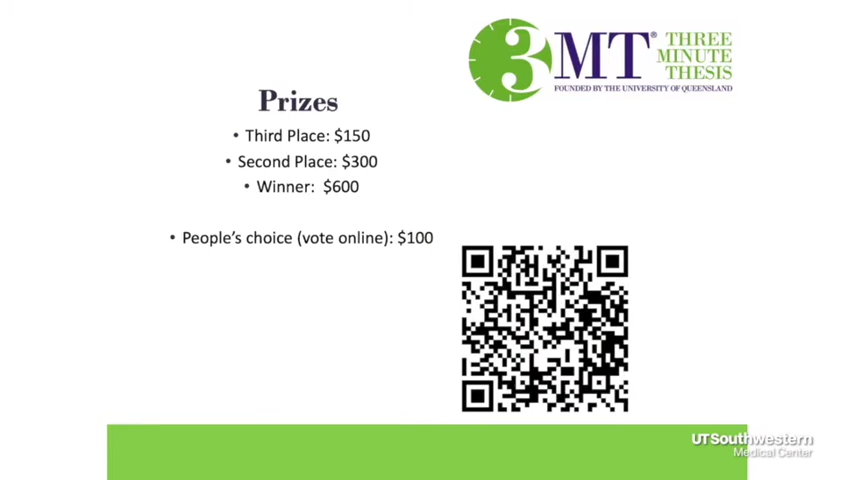 3MT® THREE
MINUTE
THESIS
FOUNDED BY THE UNIVERSITY OF QUEENSLAND
Prizes
• Third Place: $150
• Second Place: $300
• Winner:  $600
• People’s choice (vote online): $100
UTSouthwestern
Medical Center